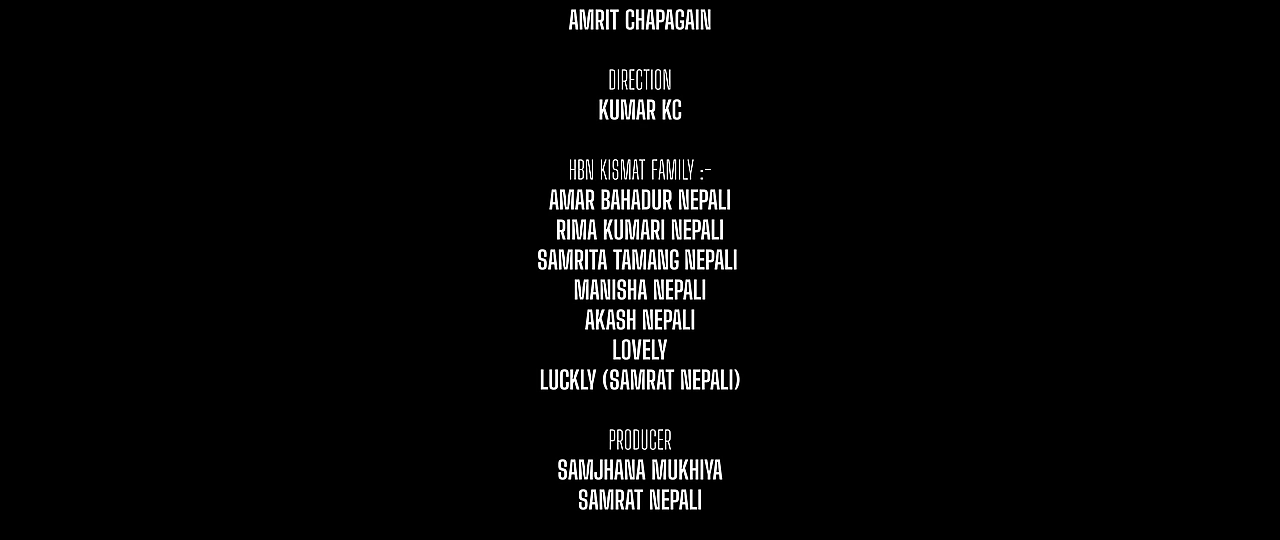 AMRIT CHAPAGAIN
DIRECTION
KUMAR KC
HBN KISMAT FAMILY :-
AMAR BAHADUR NEPALI
RIMA KUMARI NEPALI
SAMRITA TAMANG NEPALI
MANISHA NEPALI
AKASH NEPALI
LOVELY
LUCKLY (SAMRAT NEPALI)
PRODUCER
SAMJHANA MUKHIYA
SAMRAT NEPALI